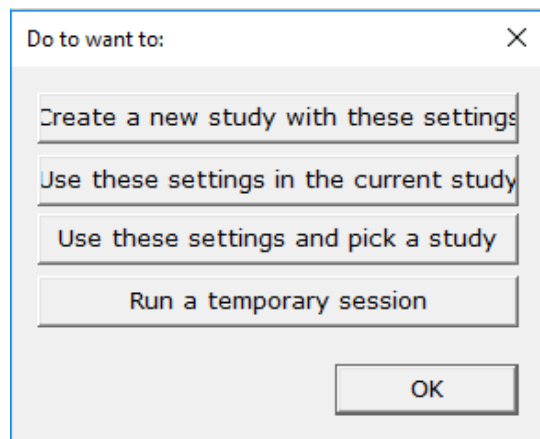 Do to want to:
Create a new study with these settings
Use these settings in the current study
Use these settings and pick a study
Run a temporary session
OK